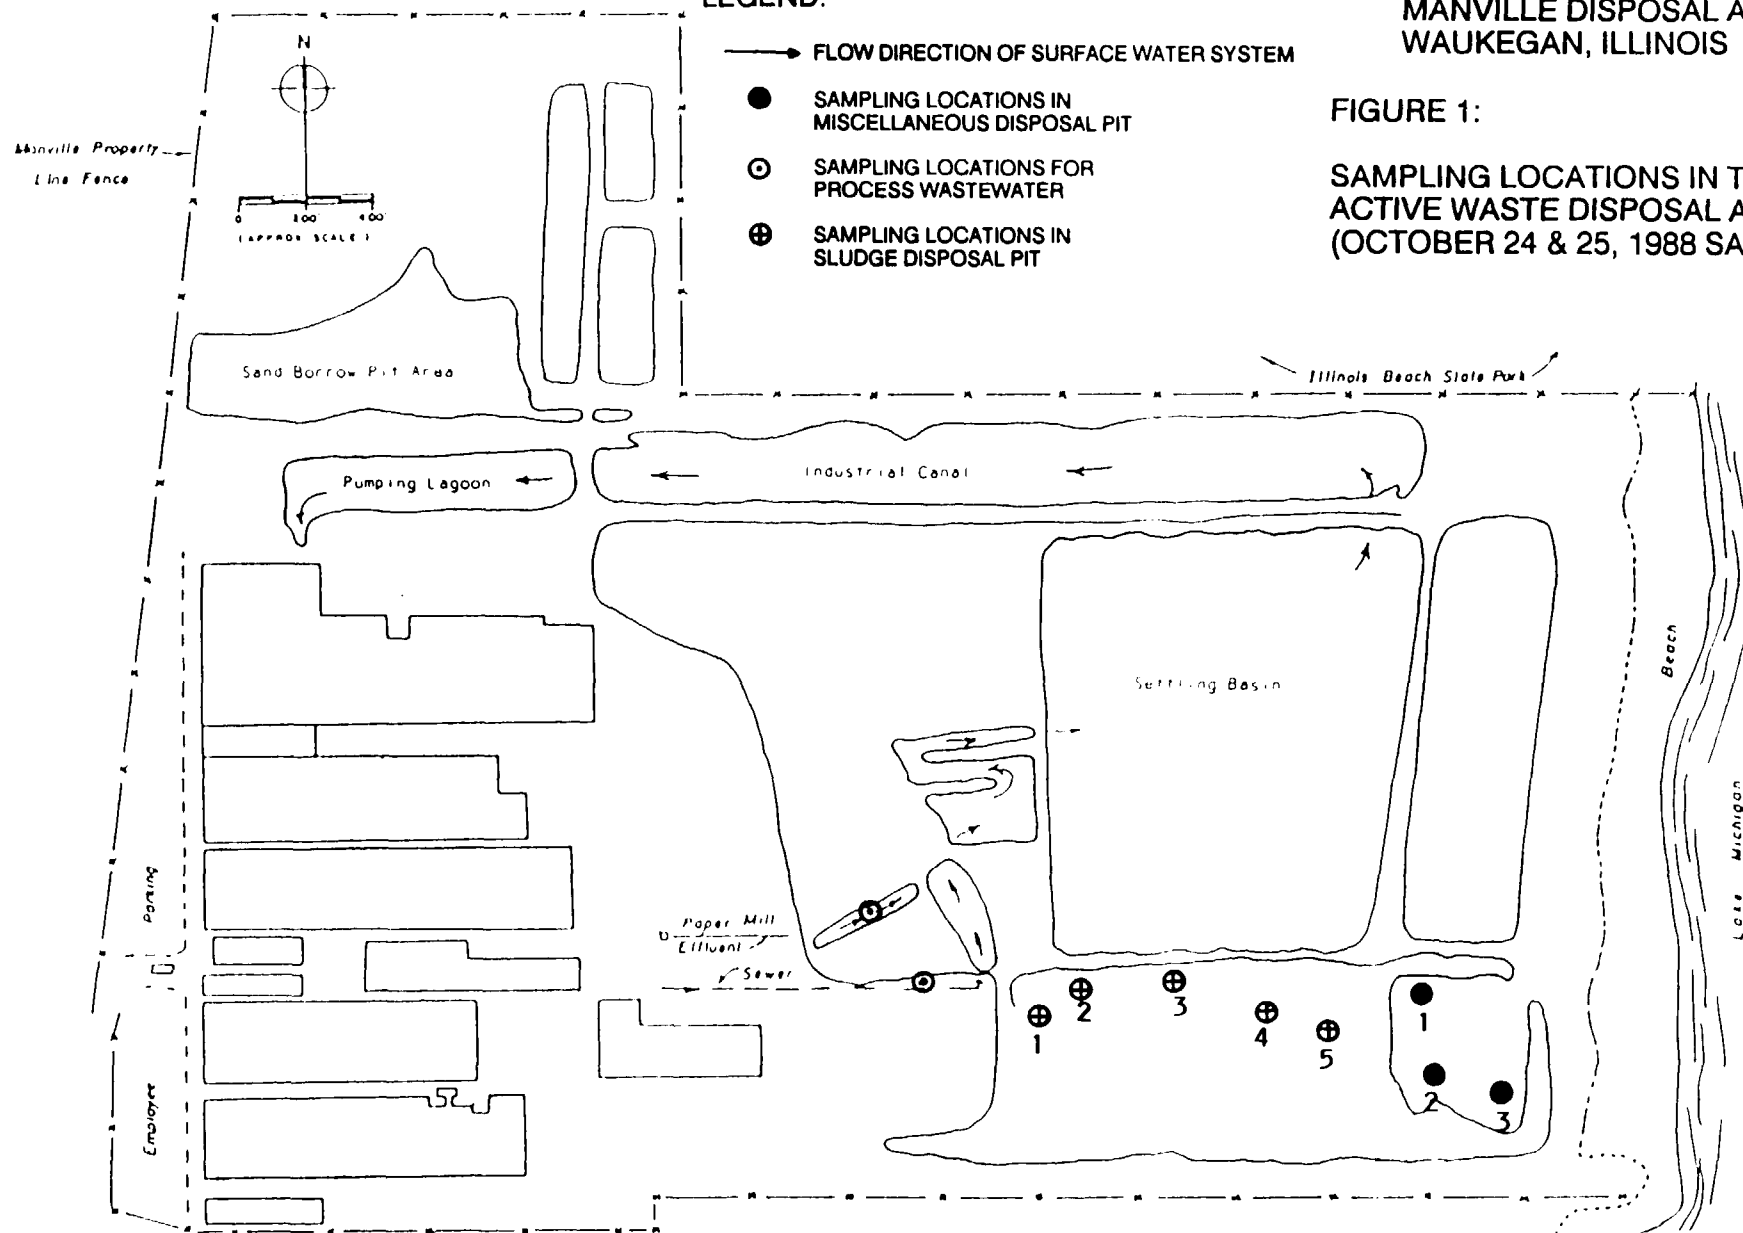 LEGEND:
FLOW DIRECTION OF SURFACE WATER SYSTEM
SAMPLING LOCATIONS IN
MISCELLANEOUS DISPOSAL PIT
SAMPLING LOCATIONS FOR
PROCESS WASTEWATER
SAMPLING LOCATIONS IN
SLUDGE DISPOSAL PIT
MANVILLE DISPOSAL A
WAUKEGAN, ILLINOIS
FIGURE 1:
SAMPLING LOCATIONS IN T
ACTIVE WASTE DISPOSAL A
(OCTOBER 24 & 25, 1988 SA
N
Manville Property
Line Fence
0 400'
(APPROX SCALE)
Sand Borrow Pit Area
Illinois Beach State Park
Pumping Lagoon
Industrial Canal
Settling Basin
Beach
Lake Michigan
Parking
Employee
Paper Mill
Effluent
Sewer
1
2
3
4
5
1
2
3